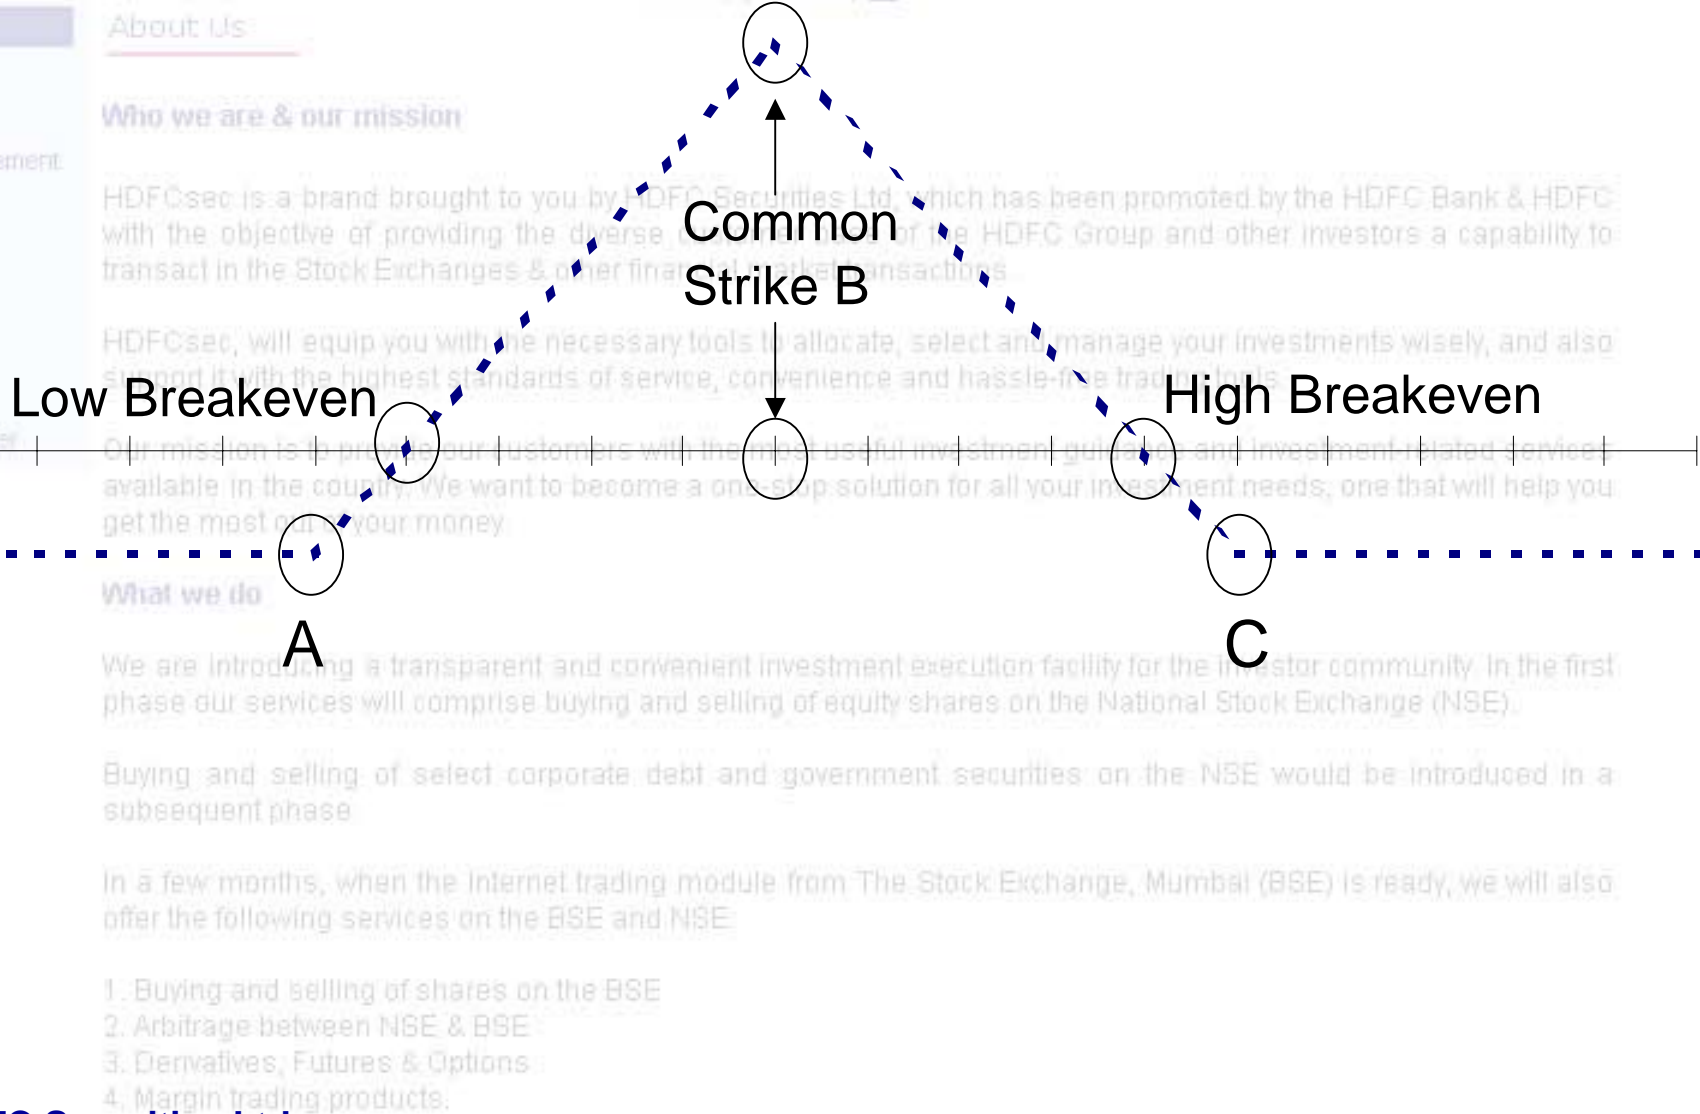 About Us
Who we are & our mission
ement
HDFCsec is a brand brought to you by HDFC Securities Ltd, which has been promoted by the HDFC Bank & HDFC
with the objective of providing the diverse of the HDFC Group and other investors a capability to
transact in the Stock Exchanges & other financial market transactions
Common
Strike B
HDFCsec, will equip you with the necessary tools to allocate, select and manage your investments wisely, and also
support it with the highest standards of service, convenience and hassle-free trading tools
Low Breakeven
High Breakeven
Our mission is to provide our customers with the most useful investment guidance and investment-related services
available in the country. We want to become a one-stop solution for all your investment needs, one that will help you
get the most out of your money
What we do
A
C
We are introducing a transparent and convenient investment execution facility for the investor community. In the first
phase our services will comprise buying and selling of equity shares on the National Stock Exchange (NSE).
Buying and selling of select corporate debt and government securities on the NSE would be introduced in a
subsequent phase
In a few months, when the Internet trading module from The Stock Exchange, Mumbai (BSE) is ready, we will also
offer the following services on the BSE and NSE
1. Buying and selling of shares on the BSE
2. Arbitrage between NSE & BSE
3. Derivatives, Futures & Options
4. Margin trading products.